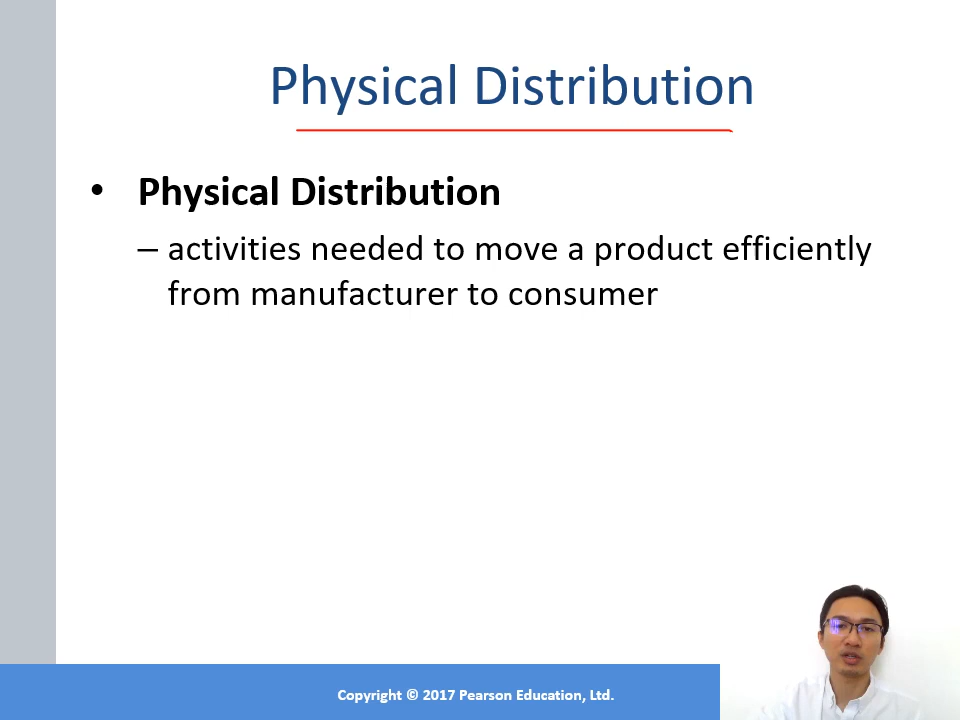 Physical Distribution
• Physical Distribution
– activities needed to move a product efficiently
from manufacturer to consumer
Copyright © 2017 Pearson Education, Ltd.